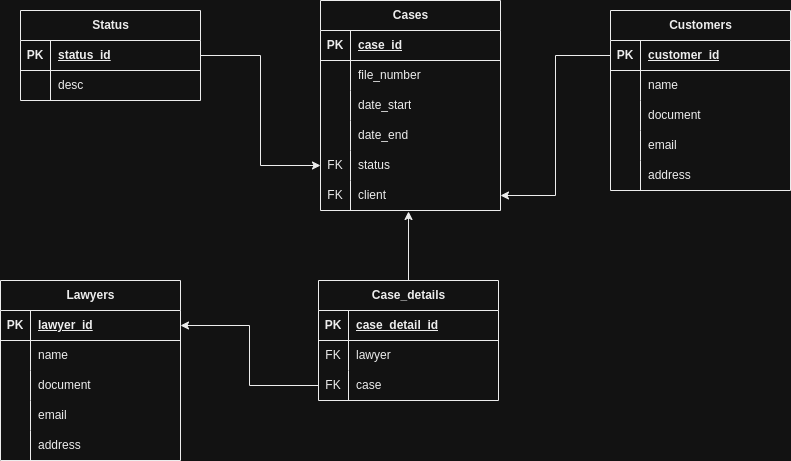 Status
PK status_id
desc
Cases
PK case_id
file_number
date_start
date_end
FK status
FK client
Customers
PK customer_id
name
document
email
address
Lawyers
PK lawyer_id
name
document
email
address
Case_details
PK case_detail_id
FK lawyer
FK case